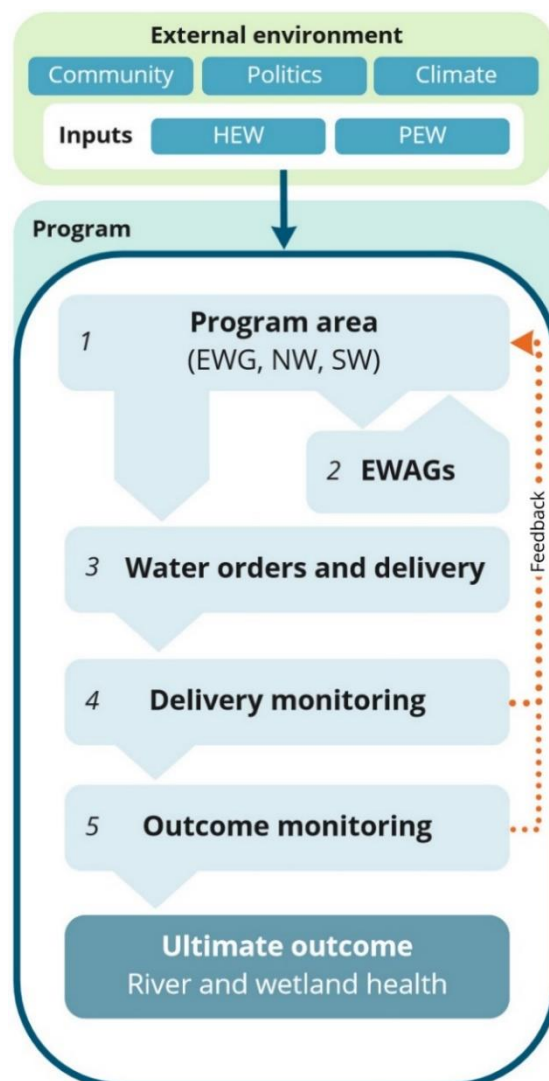 External environment
Community Politics Climate
Inputs HEW PEW
Program
1 Program area
(EWG, NW, SW)
2 EWAGs
3 Water orders and delivery
4 Delivery monitoring
5 Outcome monitoring
Feedback
Ultimate outcome
River and wetland health